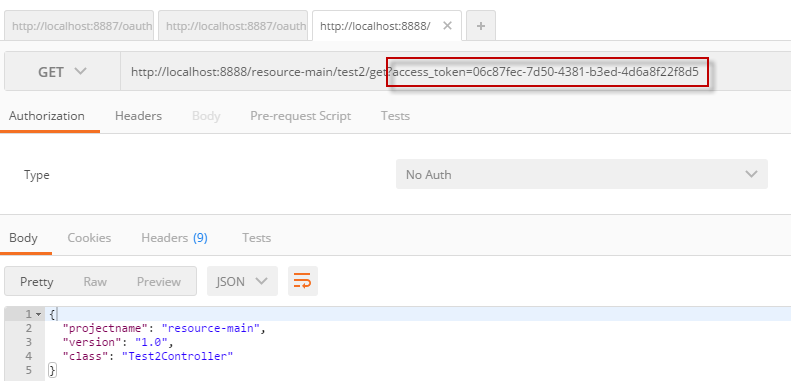 http://localhost:8887/oauth http://localhost:8887/oauth http://localhost:8888/ × +
GET http://localhost:8888/resource-main/test2/get?access_token=06c87fec-7d50-4381-b3ed-4d6a8f22f8d5
Authorization Headers Body Pre-request Script Tests
Type No Auth
Body Cookies Headers (9) Tests
Pretty Raw Preview JSON
1 {
2 "projectname": "resource-main",
3 "version": "1.0",
4 "class": "Test2Controller"
5 }